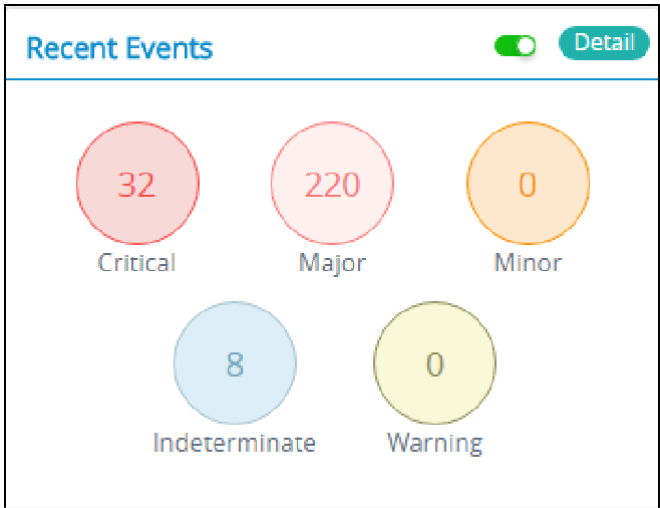 Recent Events Detail
32 220 0
Critical Major Minor
8 0
Indeterminate Warning